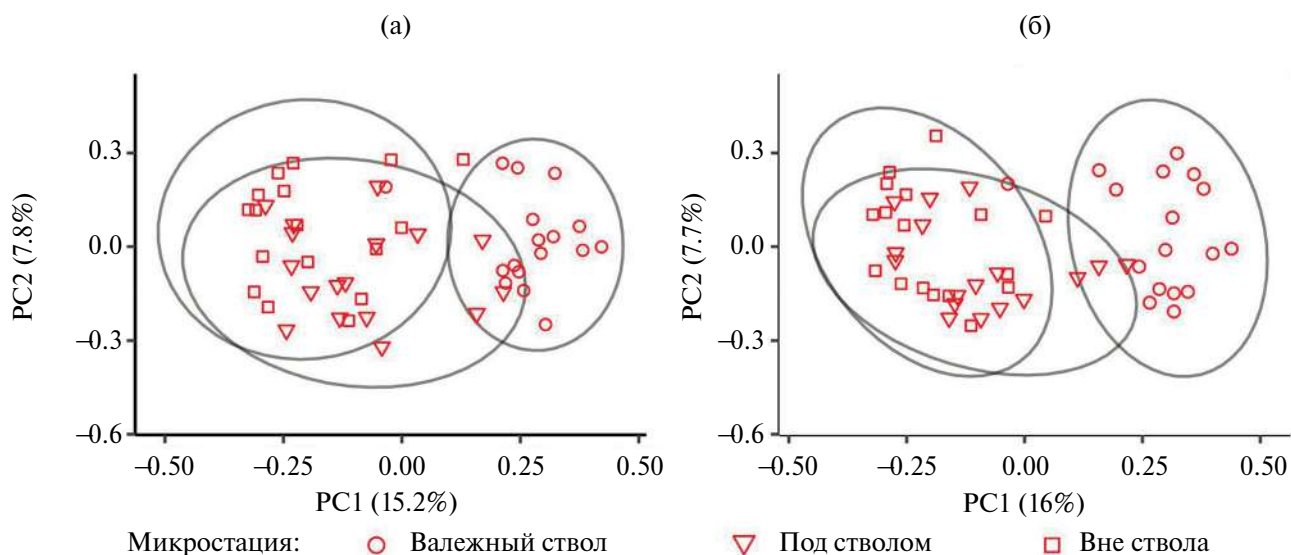 (а) (б)
PC2 (7.8%) PC2 (7.7%)
0.3 0.3
0.0 0.0
–0.3 –0.3
–0.6 –0.6
–0.50 –0.25 0.00 0.25 0.50 –0.50 –0.25 0.00 0.25 0.50
PC1 (15.2%) PC1 (16%)
Микростация: Валежный ствол Под стволом Вне ствола